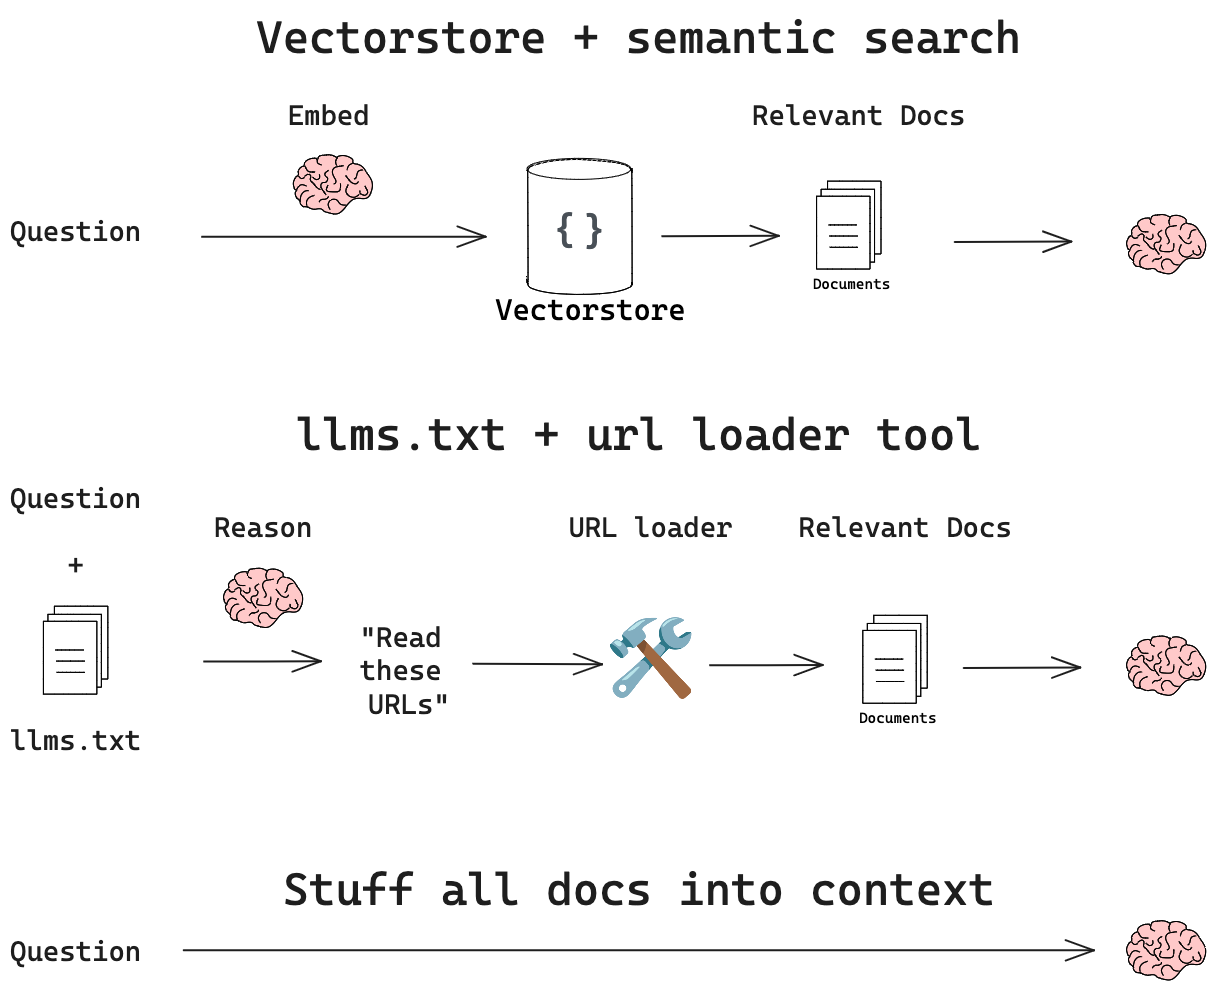 Vectorstore + semantic search
Embed
Relevant Docs
Question
{}
Documents
Vectorstore
llms.txt + url loader tool
Question
+
llms.txt
Reason
"Read
these
URLs"
URL loader
Relevant Docs
Documents
Stuff all docs into context
Question